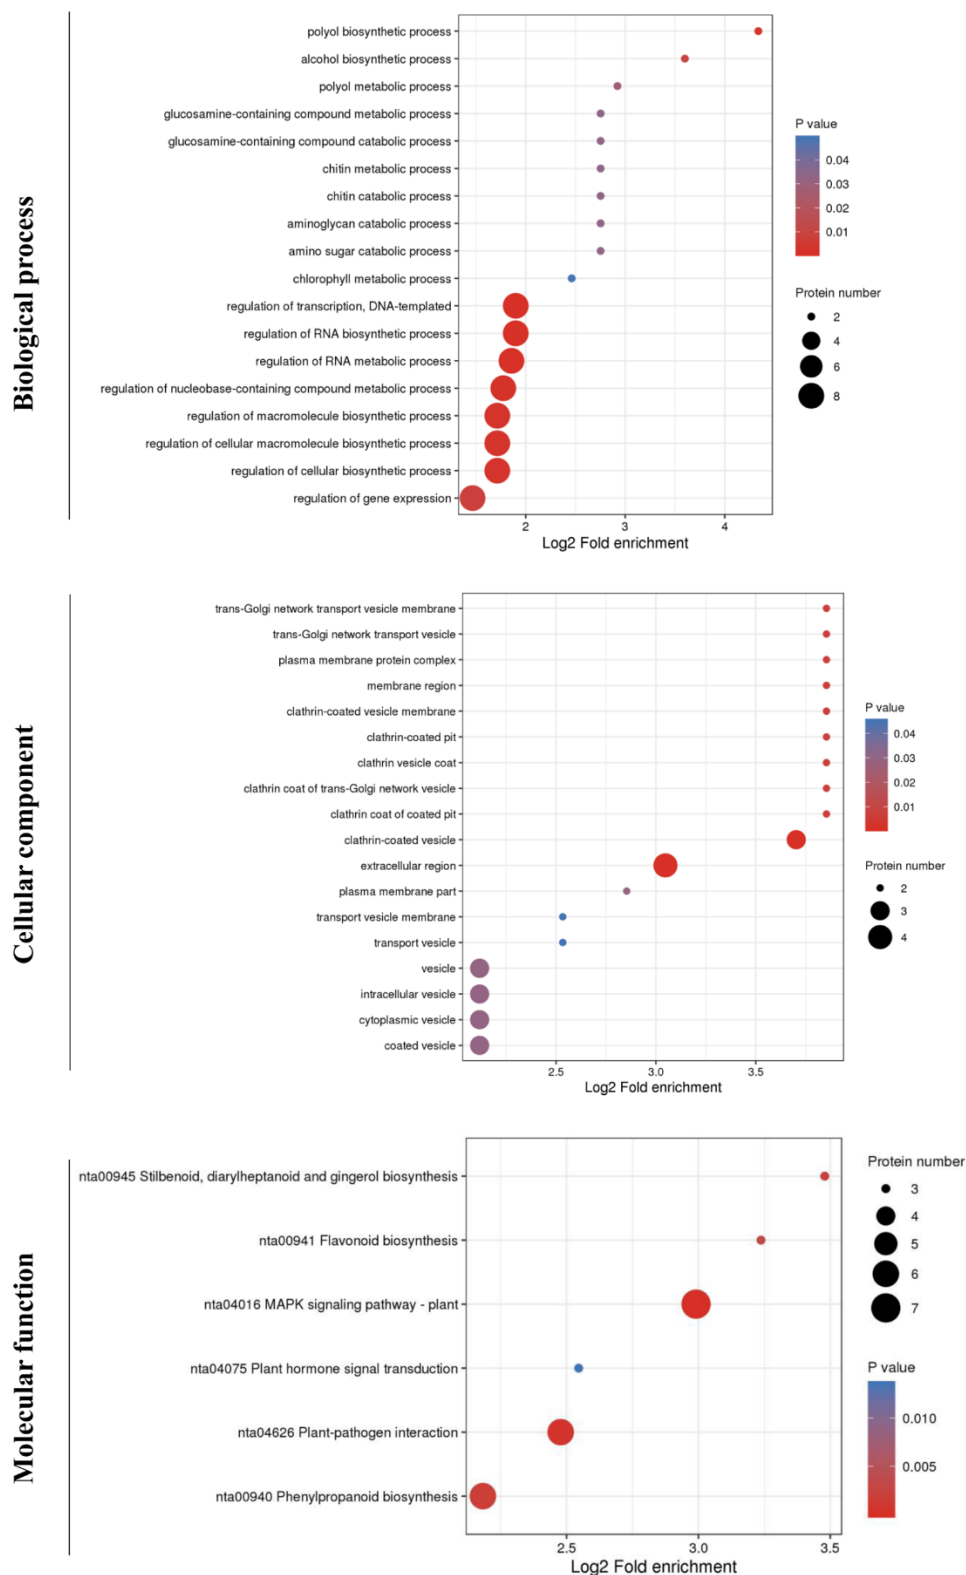 Biological process
polyol biosynthetic process
alcohol biosynthetic process
polyol metabolic process
glucosamine-containing compound metabolic process
glucosamine-containing compound catabolic process
chitin metabolic process
chitin catabolic process
aminoglycan catabolic process
amino sugar catabolic process
chlorophyll metabolic process
regulation of transcription, DNA-templated
regulation of RNA biosynthetic process
regulation of RNA metabolic process
regulation of nucleobase-containing compound metabolic process
regulation of macromolecule biosynthetic process
regulation of cellular macromolecule biosynthetic process
regulation of cellular biosynthetic process
regulation of gene expression
2 3 4
Log2 Fold enrichment
P value
0.04
0.03
0.02
0.01
Protein number
2
4
6
8
Cellular component
trans-Golgi network transport vesicle membrane
trans-Golgi network transport vesicle
plasma membrane protein complex
membrane region
clathrin-coated vesicle membrane
clathrin-coated pit
clathrin vesicle coat
clathrin coat of trans-Golgi network vesicle
clathrin coat of coated pit
clathrin-coated vesicle
extracellular region
plasma membrane part
transport vesicle membrane
transport vesicle
vesicle
intracellular vesicle
cytoplasmic vesicle
coated vesicle
2.5 3.0 3.5
Log2 Fold enrichment
P value
0.04
0.03
0.02
0.01
Protein number
2
3
4
Molecular function
nta00945 Stilbenoid, diarylheptanoid and gingerol biosynthesis
nta00941 Flavonoid biosynthesis
nta04016 MAPK signaling pathway - plant
nta04075 Plant hormone signal transduction
nta04626 Plant-pathogen interaction
nta00940 Phenylpropanoid biosynthesis
2.5 3.0 3.5
Log2 Fold enrichment
Protein number
3
4
5
6
7
P value
0.010
0.005